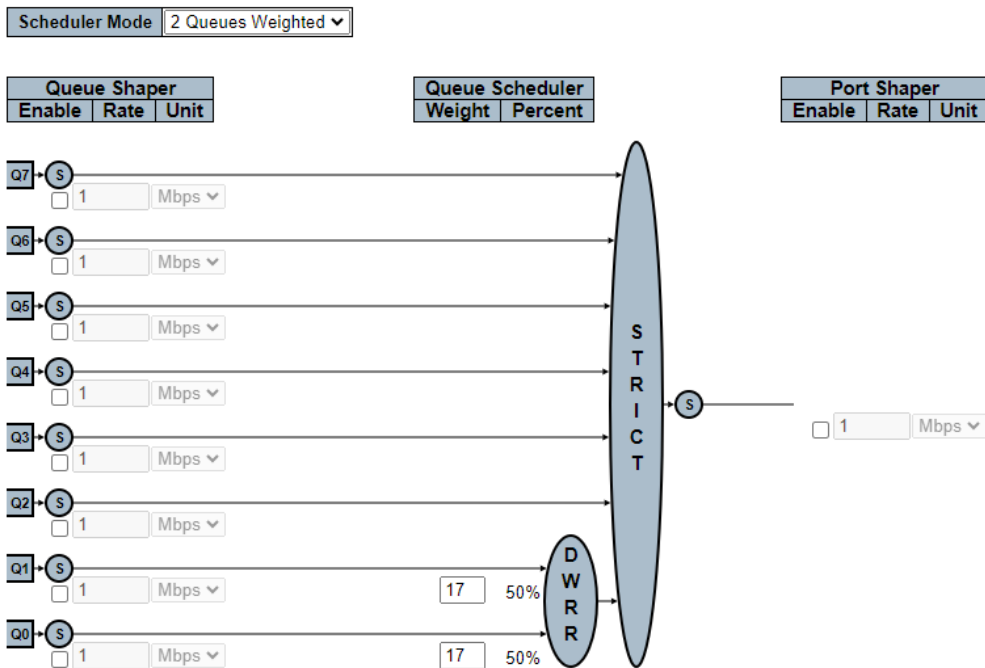 Scheduler Mode 2 Queues Weighted
Queue Shaper Queue Scheduler Port Shaper
Enable Rate Unit Weight Percent Enable Rate Unit
Q7 S
1 Mbps
Q6 S
1 Mbps
Q5 S
1 Mbps
Q4 S
1 Mbps
Q3 S
1 Mbps
Q2 S
1 Mbps
Q1 S
1 Mbps 17 50%
Q0 S
1 Mbps 17 50%
DWRR
STRICT
S
1 Mbps